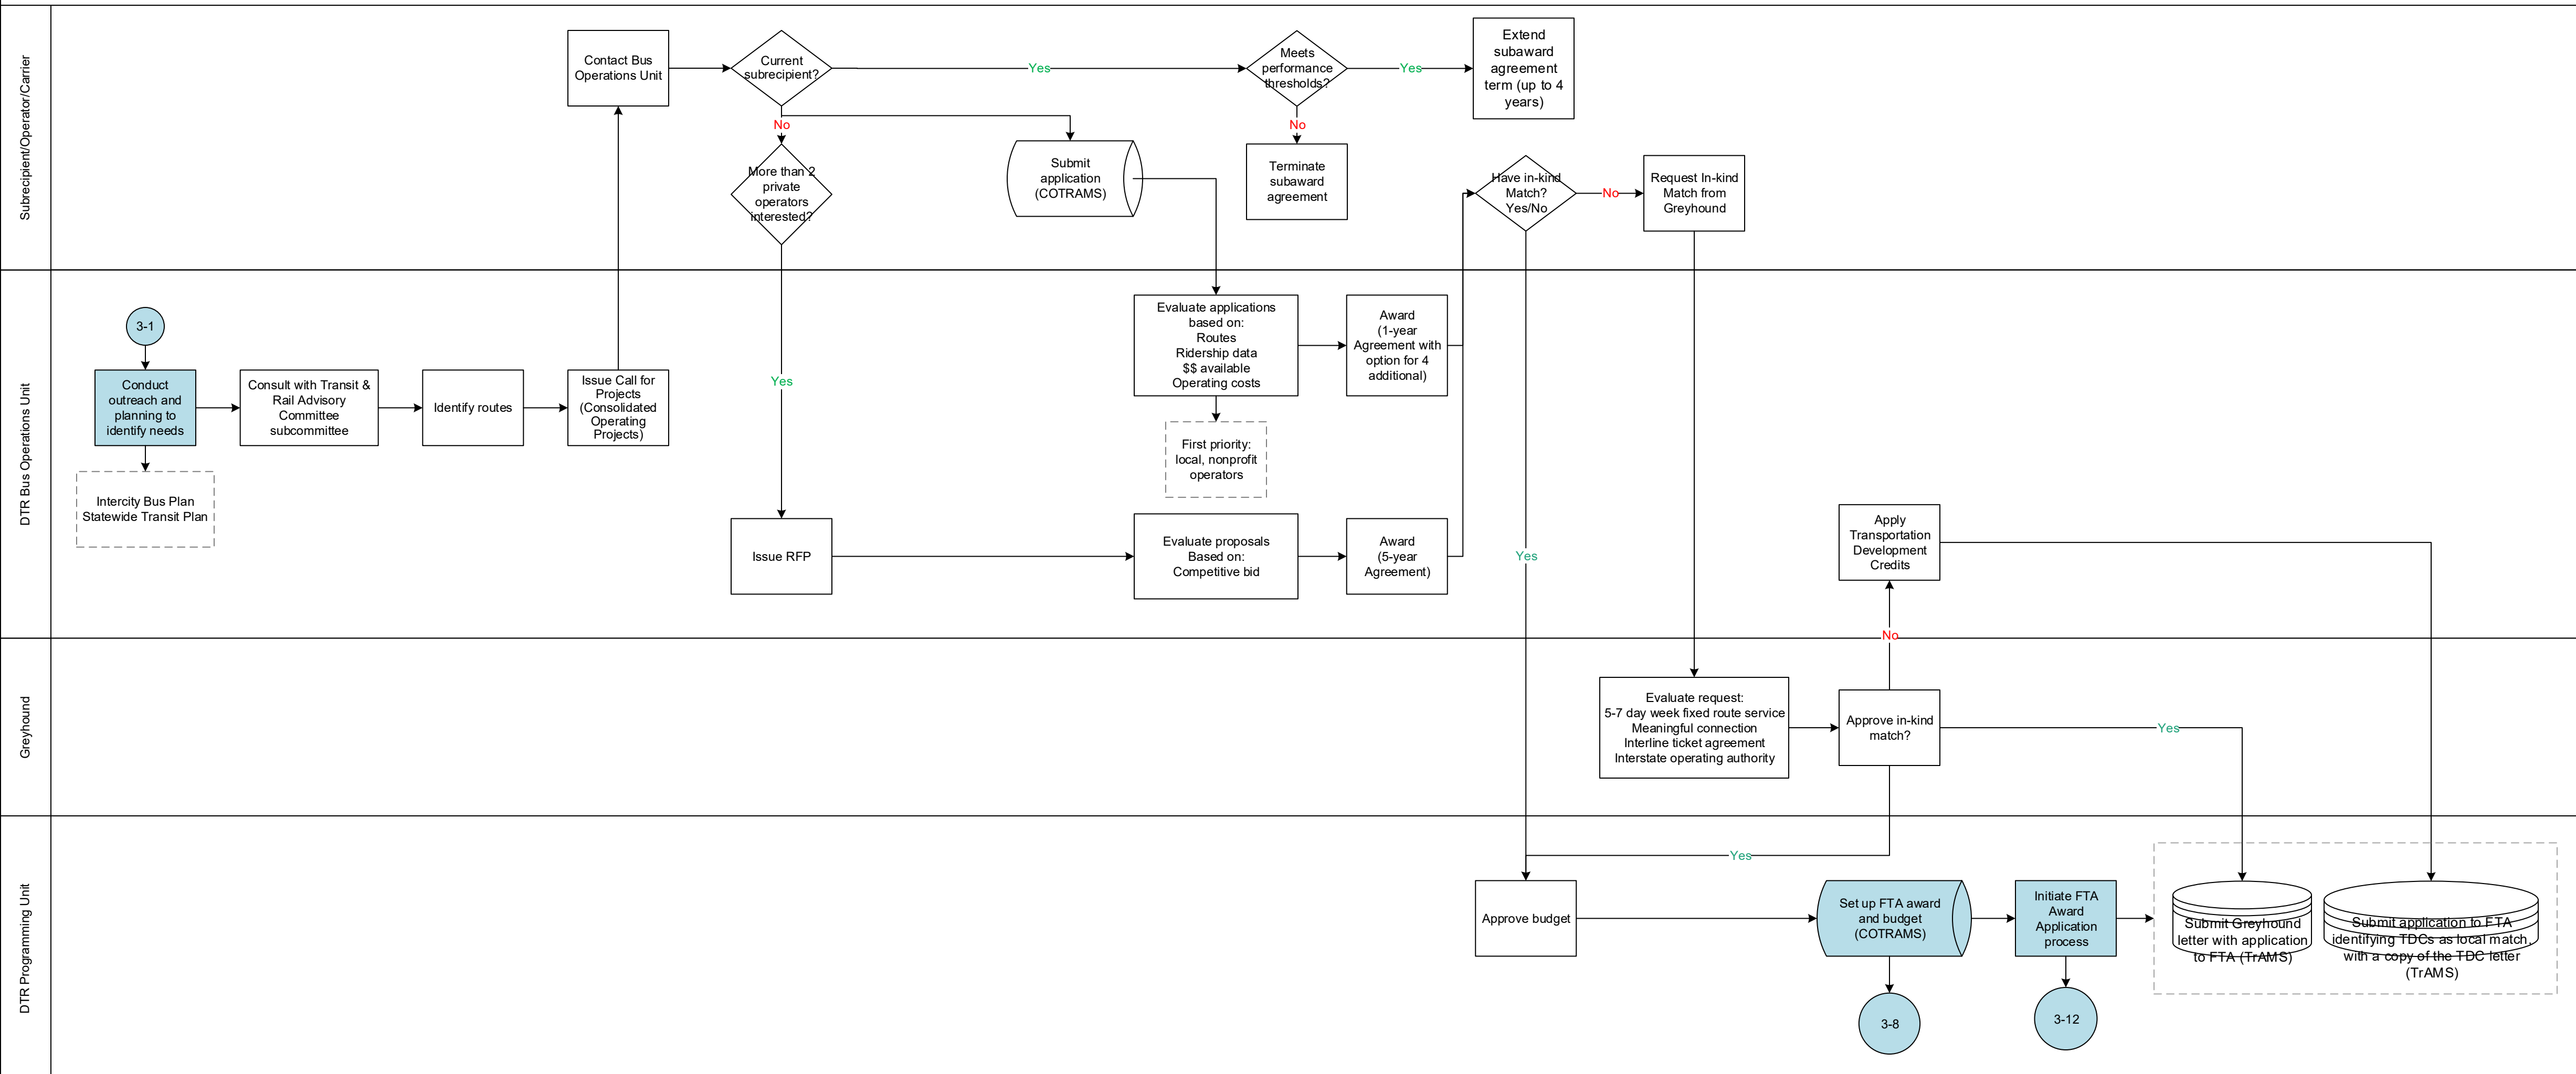 Subrecipient/Operator/Carrier
Contact Bus
Operations Unit
Current
subrecipient?
Yes
Meets
performance
thresholds?
Yes
Extend
subaward
agreement
term (up to 4
years)
No
More than 2
private
operators
interested?
Submit
application
(COTRAMS)
No
Terminate
subaward
agreement
Have in-kind
Match?
Yes/No
No
Request In-kind
Match from
Greyhound
DTR Bus Operations Unit
3-1
Conduct
outreach and
planning to
identify needs
Intercity Bus Plan
Statewide Transit Plan
Consult with Transit &
Rail Advisory
Committee
subcommittee
Identify routes
Issue Call for
Projects
(Consolidated
Operating
Projects)
Yes
Issue RFP
Evaluate applications
based on:
Routes
Ridership data
$$ available
Operating costs
First priority:
local, nonprofit
operators
Award
(1-year
Agreement with
option for 4
additional)
Evaluate proposals
Based on:
Competitive bid
Award
(5-year
Agreement)
Yes
Apply
Transportation
Development
Credits
No
Greyhound
Evaluate request:
5-7 day week fixed route service
Meaningful connection
Interline ticket agreement
Interstate operating authority
Approve in-kind
match?
Yes
DTR Programming Unit
Yes
Approve budget
Set up FTA award
and budget
(COTRAMS)
3-8
Initiate FTA
Award
Application
process
3-12
Submit Greyhound
letter with application
to FTA (TrAMS)
Submit application to FTA
identifying TDCs as local match,
with a copy of the TDC letter
(TrAMS)